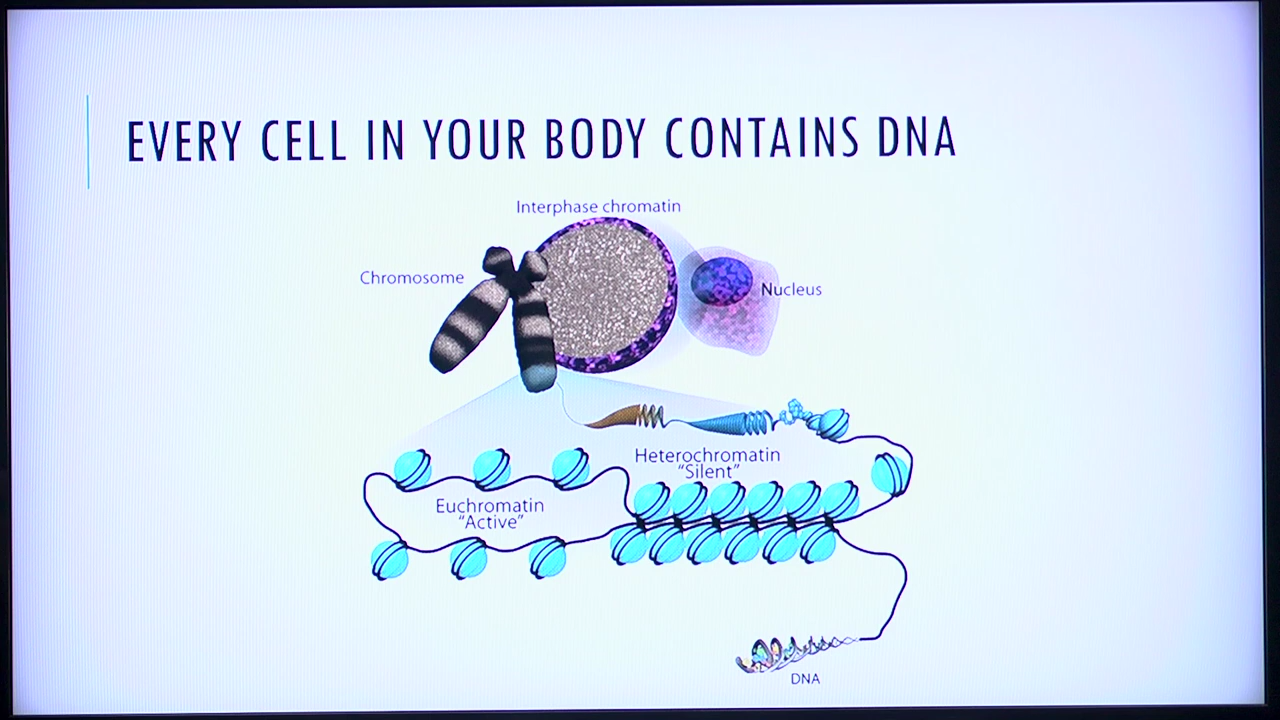 EVERY CELL IN YOUR BODY CONTAINS DNA
Interphase chromatin
Chromosome
Nucleus
Heterochromatin
“Silent”
Euchromatin
“Active”
DNA